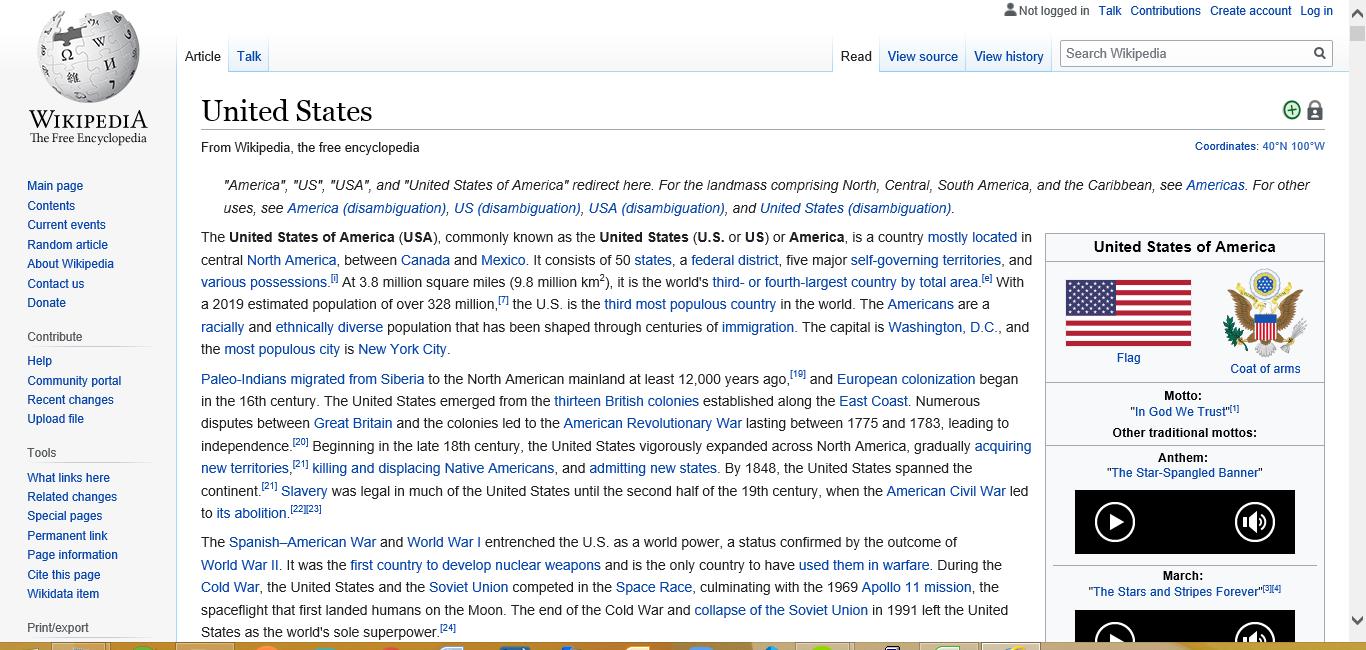 Not logged in Talk Contributions Create account Log in
Article Talk Read View source View history Search Wikipedia
WIKIPEDIA
The Free Encyclopedia
Main page
Contents
Current events
Random article
About Wikipedia
Contact us
Donate
Contribute
Help
Community portal
Recent changes
Upload file
Tools
What links here
Related changes
Special pages
Permanent link
Page information
Cite this page
Wikidata item
Print/export
United States
From Wikipedia, the free encyclopedia
Coordinates: 40°N 100°W
"America", "US", "USA", and "United States of America" redirect here. For the landmass comprising North, Central, South America, and the Caribbean, see Americas. For other
uses, see America (disambiguation), US (disambiguation), USA (disambiguation), and United States (disambiguation).
The United States of America (USA), commonly known as the United States (U.S. or US) or America, is a country mostly located in
central North America, between Canada and Mexico. It consists of 50 states, a federal district, five major self-governing territories, and
various possessions.[i] At 3.8 million square miles (9.8 million km2), it is the world's third- or fourth-largest country by total area.[e] With
a 2019 estimated population of over 328 million,[7] the U.S. is the third most populous country in the world. The Americans are a
racially and ethnically diverse population that has been shaped through centuries of immigration. The capital is Washington, D.C., and
the most populous city is New York City.
Paleo-Indians migrated from Siberia to the North American mainland at least 12,000 years ago,[19] and European colonization began
in the 16th century. The United States emerged from the thirteen British colonies established along the East Coast. Numerous
disputes between Great Britain and the colonies led to the American Revolutionary War lasting between 1775 and 1783, leading to
independence.[20] Beginning in the late 18th century, the United States vigorously expanded across North America, gradually acquiring
new territories,[21] killing and displacing Native Americans, and admitting new states. By 1848, the United States spanned the
continent.[21] Slavery was legal in much of the United States until the second half of the 19th century, when the American Civil War led
to its abolition.[22][23]
The Spanish–American War and World War I entrenched the U.S. as a world power, a status confirmed by the outcome of
World War II. It was the first country to develop nuclear weapons and is the only country to have used them in warfare. During the
Cold War, the United States and the Soviet Union competed in the Space Race, culminating with the 1969 Apollo 11 mission, the
spaceflight that first landed humans on the Moon. The end of the Cold War and collapse of the Soviet Union in 1991 left the United
States as the world's sole superpower.[24]
United States of America
Flag
Coat of arms
Motto:
"In God We Trust"[1]
Other traditional mottos:
Anthem:
"The Star-Spangled Banner"
March:
"The Stars and Stripes Forever"[3][4]